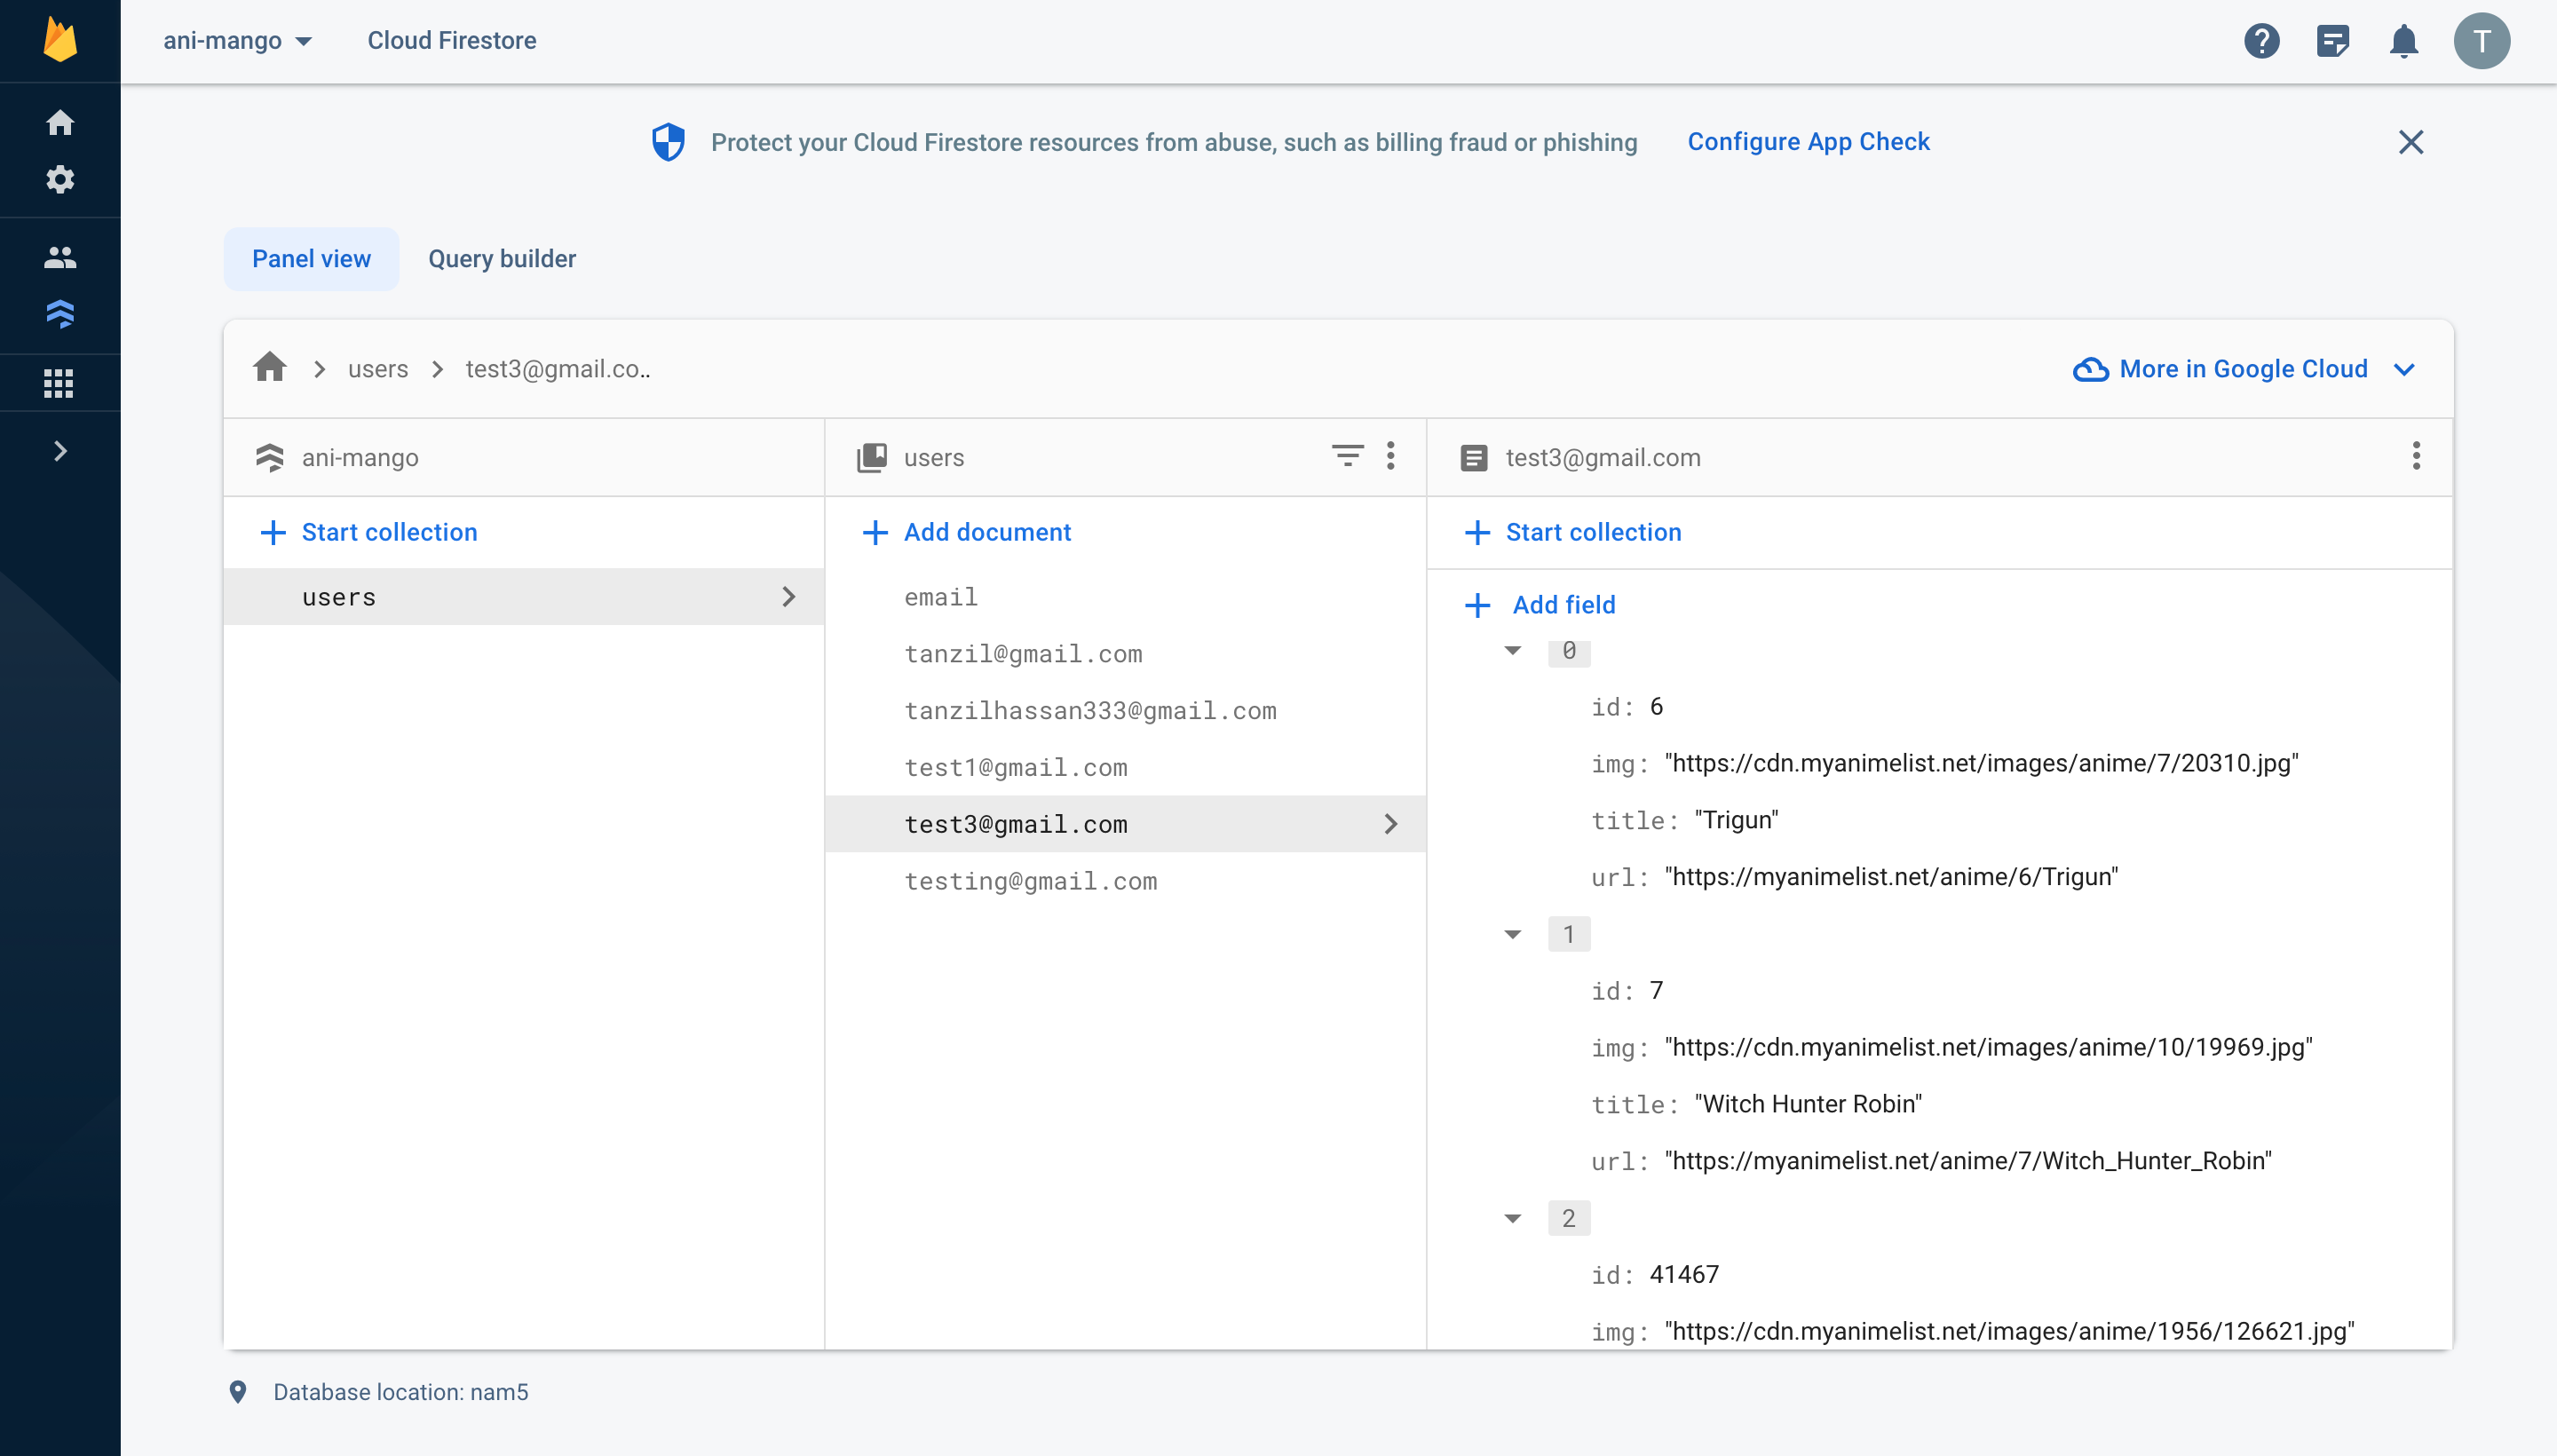 ani-mango
Cloud Firestore
T
Protect your Cloud Firestore resources from abuse, such as billing fraud or phishing
Configure App Check
Panel view
Query builder
users
test3@gmail.co..
More in Google Cloud
ani-mango
Start collection
users
users
Add document
email
tanzil@gmail.com
tanzilhassan333@gmail.com
test1@gmail.com
test3@gmail.com
testing@gmail.com
test3@gmail.com
Start collection
Add field
0
id: 6
img: "https://cdn.myanimelist.net/images/anime/7/20310.jpg"
title: "Trigun"
url: "https://myanimelist.net/anime/6/Trigun"
1
id: 7
img: "https://cdn.myanimelist.net/images/anime/10/19969.jpg"
title: "Witch Hunter Robin"
url: "https://myanimelist.net/anime/7/Witch_Hunter_Robin"
2
id: 41467
img: "https://cdn.myanimelist.net/images/anime/1956/126621.jpg"
Database location: nam5